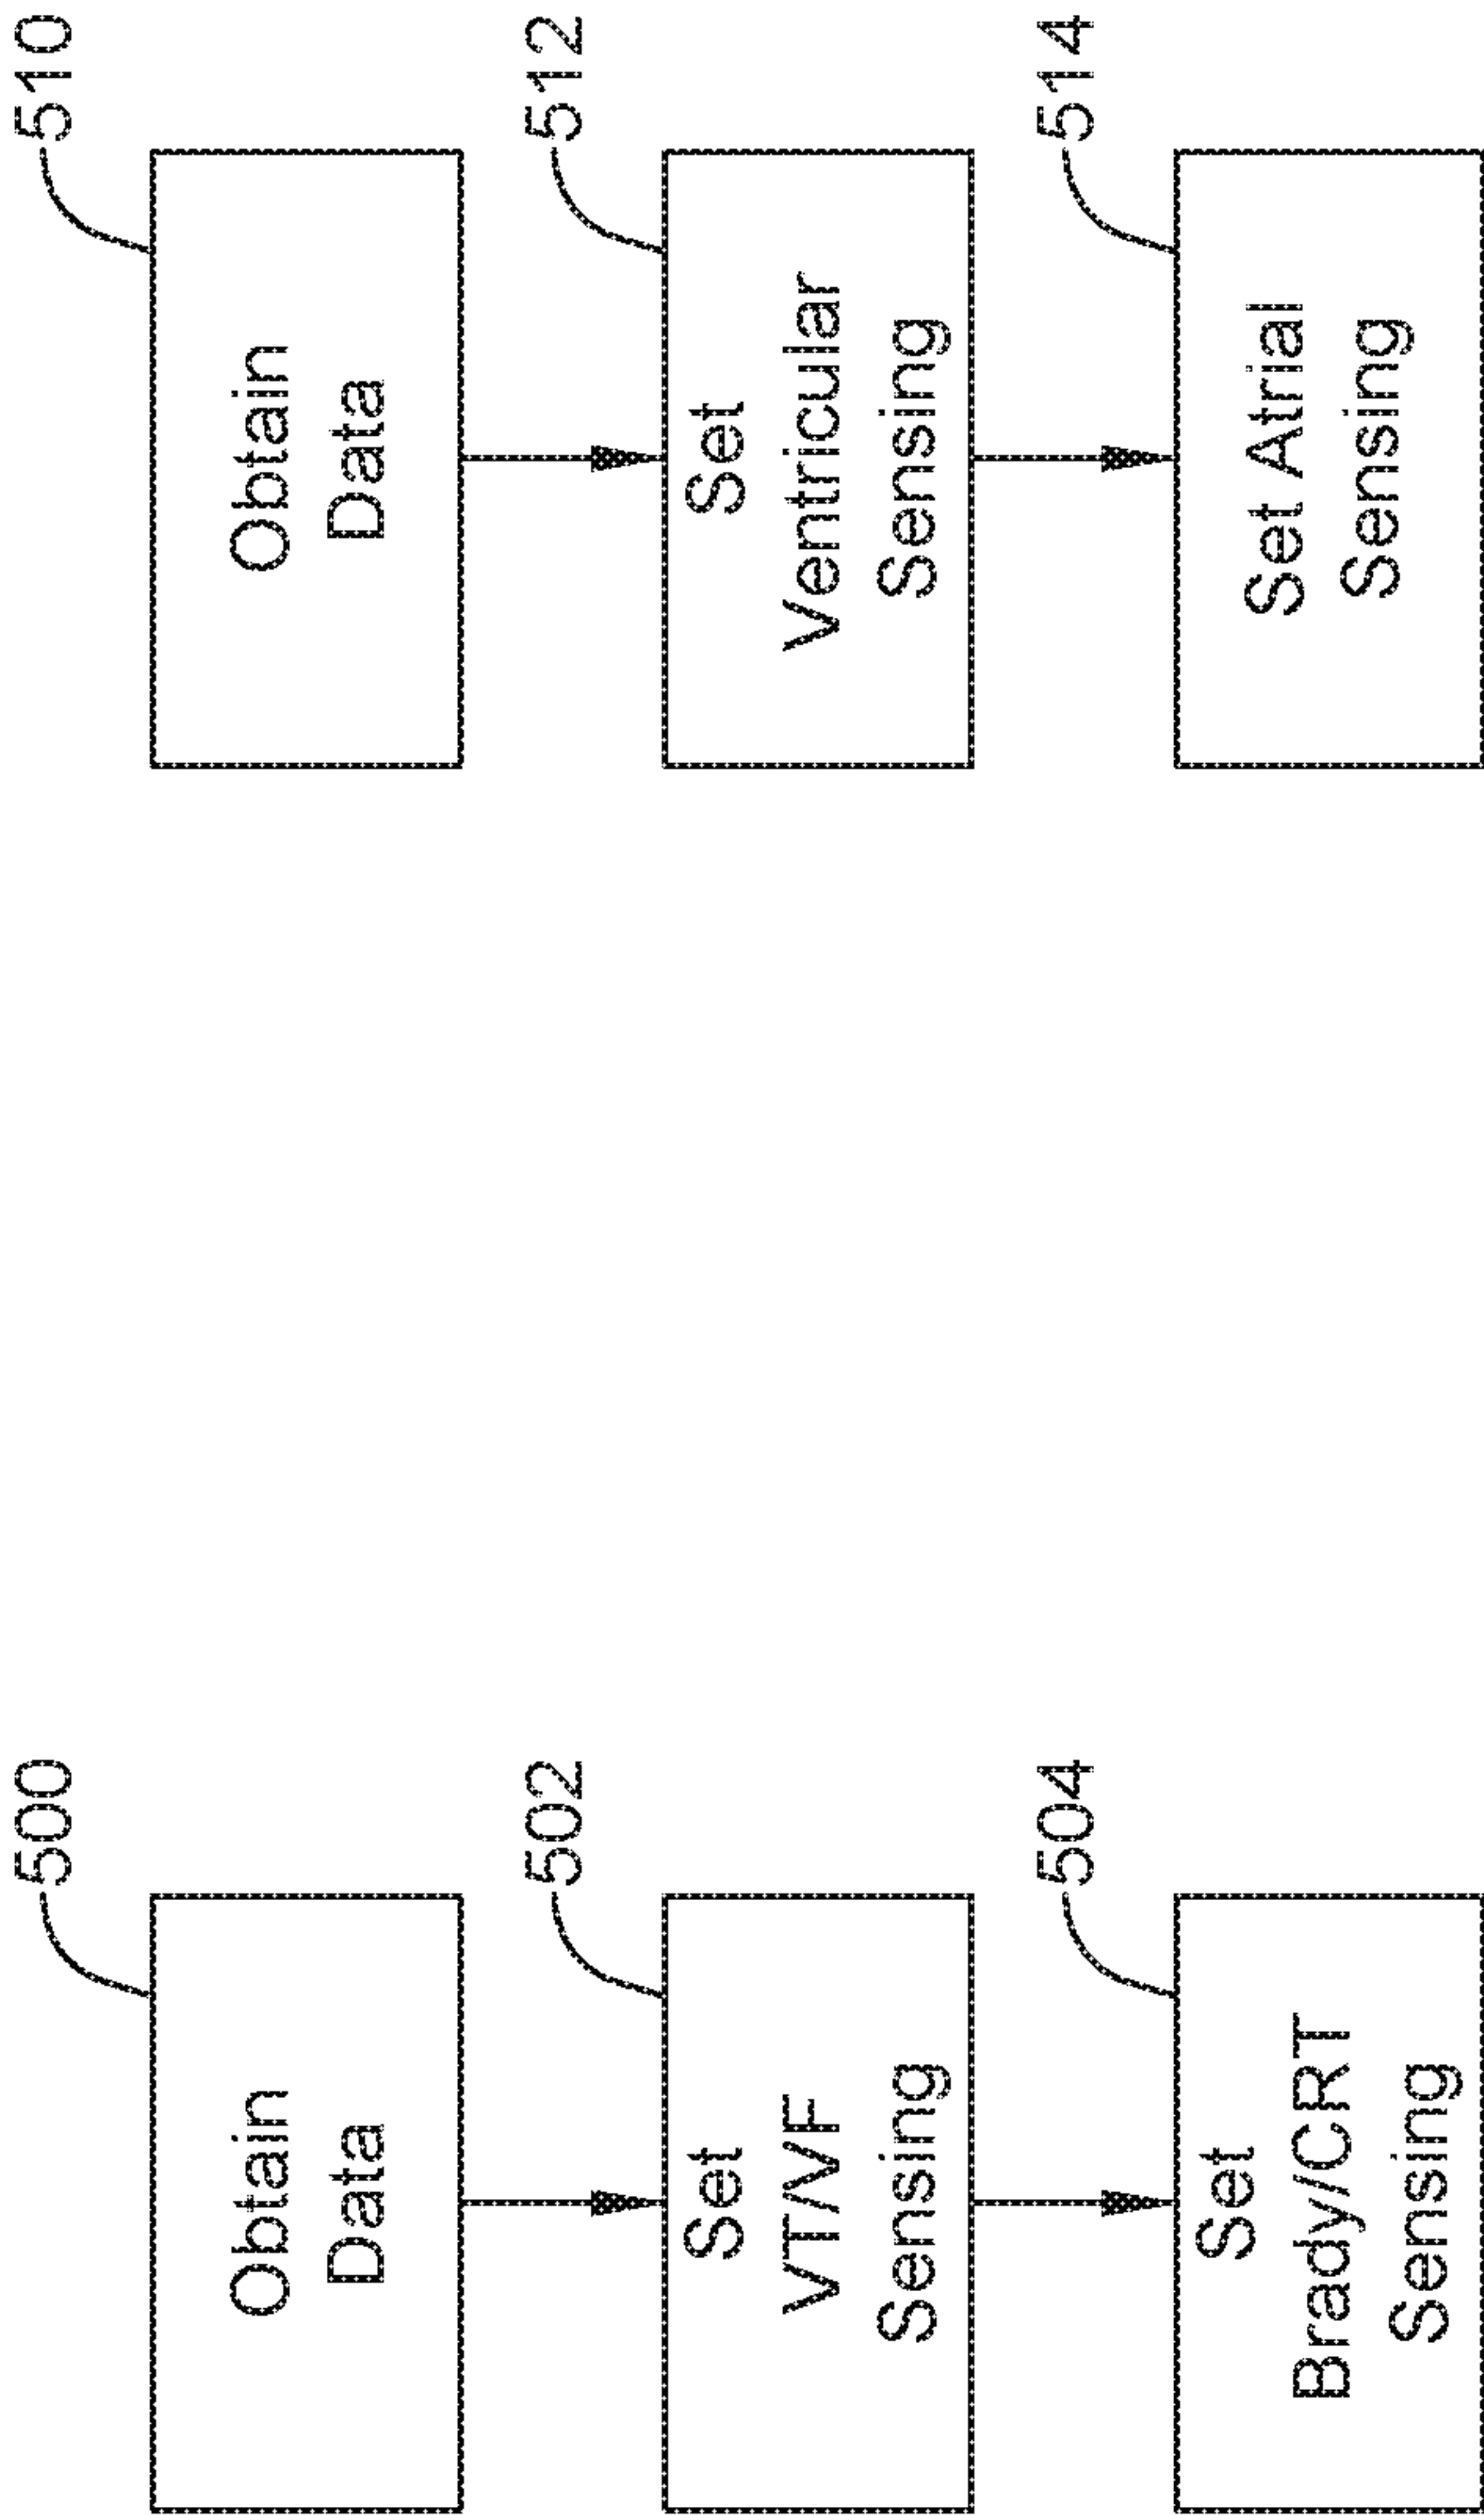 500
Obtain
Data
502
Set
VT/VF
Sensing
504
Set
Brady/CRT
Sensing
510
Obtain
Data
512
Set
Ventricular
Sensing
514
Set Atrial
Sensing